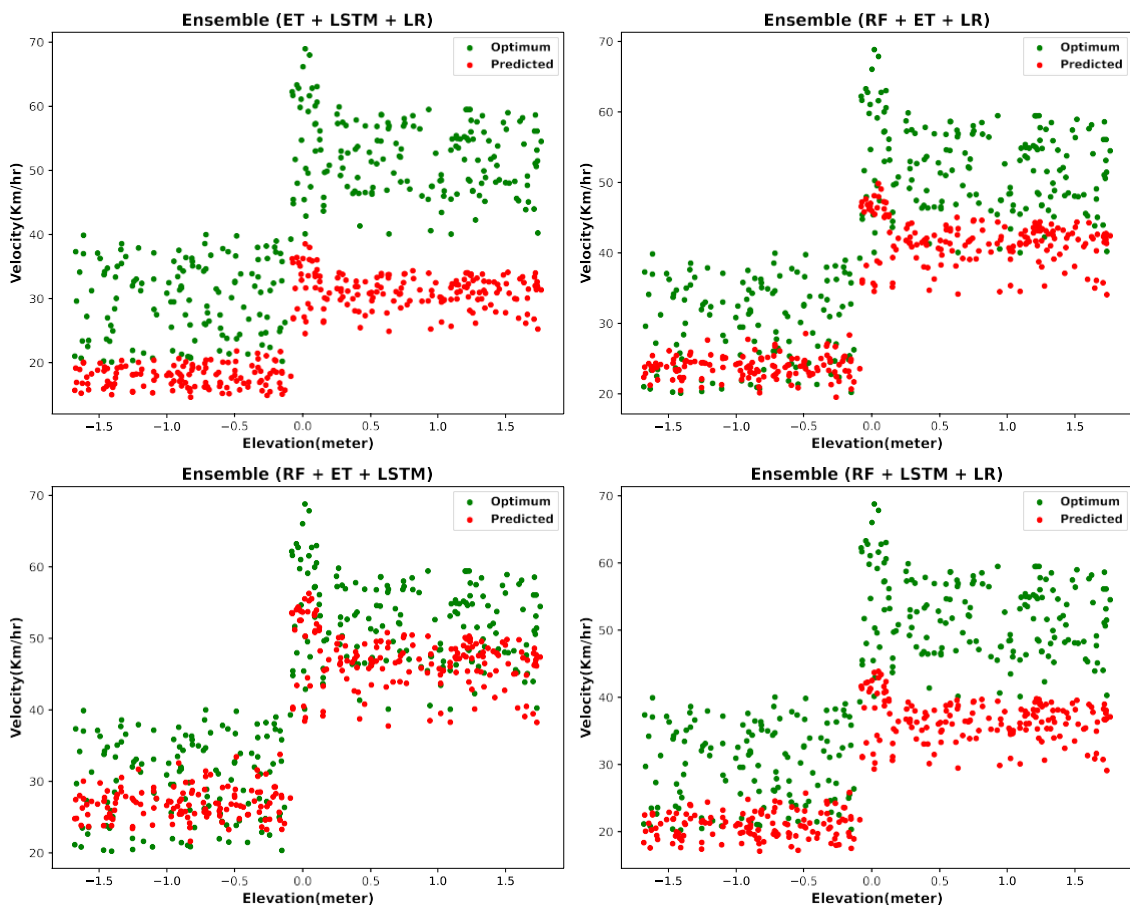 Ensemble (ET + LSTM + LR)
Optimum
Predicted
Velocity(Km/hr)
70
60
50
40
30
20
−1.5 −1.0 −0.5 0.0 0.5 1.0 1.5
Elevation(meter)
Ensemble (RF + ET + LR)
Optimum
Predicted
Velocity(Km/hr)
70
60
50
40
30
20
−1.5 −1.0 −0.5 0.0 0.5 1.0 1.5
Elevation(meter)
Ensemble (RF + ET + LSTM)
Optimum
Predicted
Velocity(Km/hr)
70
60
50
40
30
20
−1.5 −1.0 −0.5 0.0 0.5 1.0 1.5
Elevation(meter)
Ensemble (RF + LSTM + LR)
Optimum
Predicted
Velocity(Km/hr)
70
60
50
40
30
20
−1.5 −1.0 −0.5 0.0 0.5 1.0 1.5
Elevation(meter)